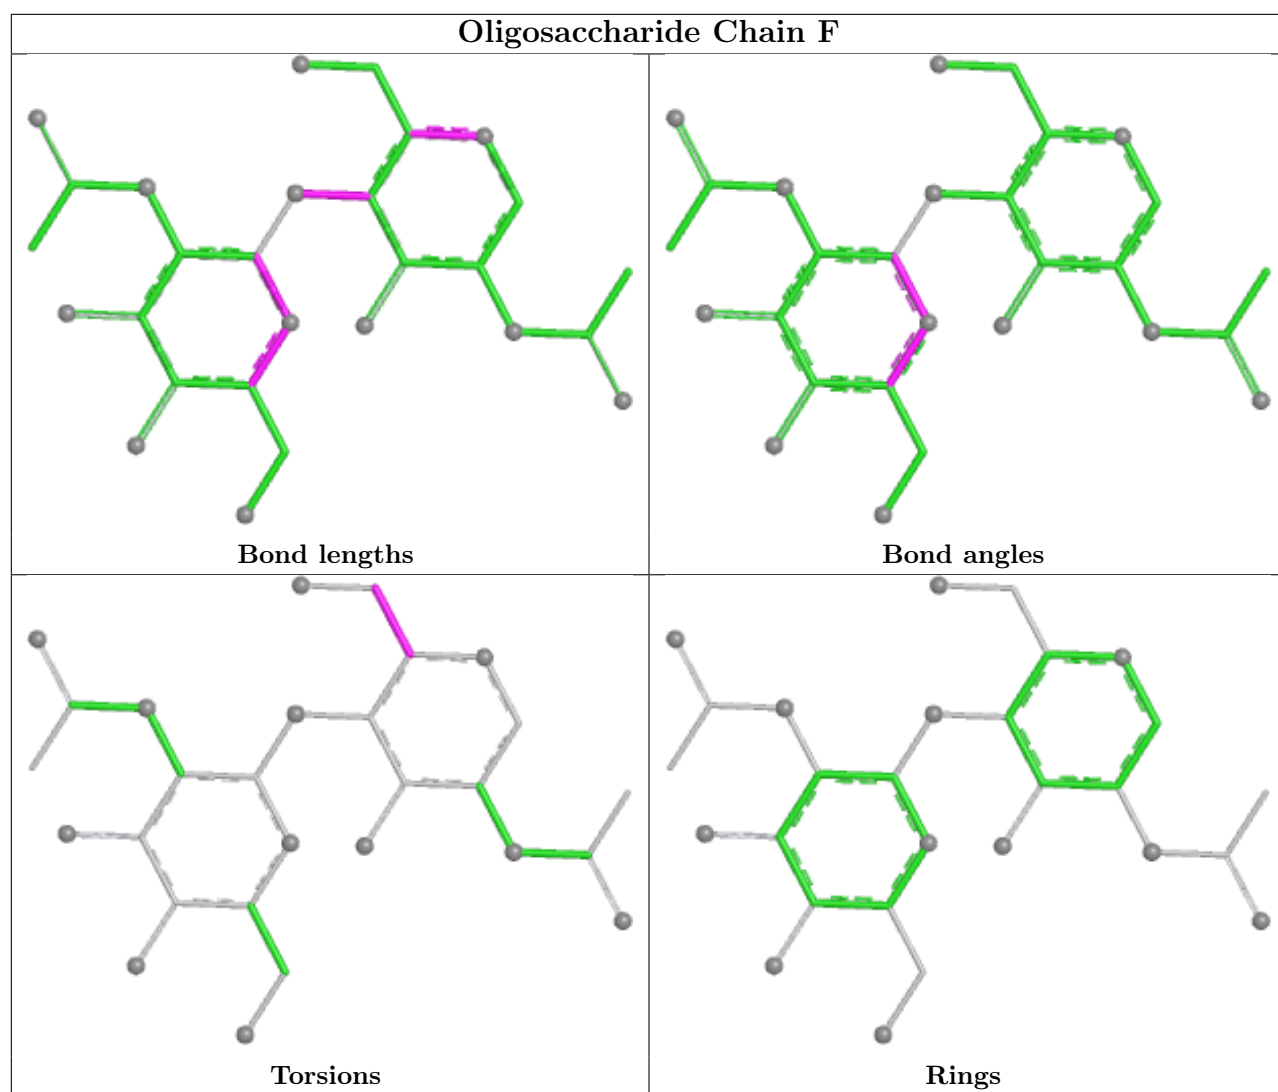 Oligosaccharide Chain F
Bond lengths
Bond angles
Torsions
Rings